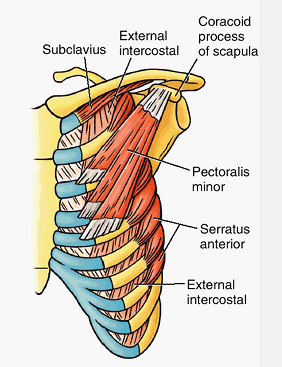 Coracoid
process
of scapula
External
intercostal
Subclavius
Pectoralis
minor
Serratus
anterior
External
intercostal